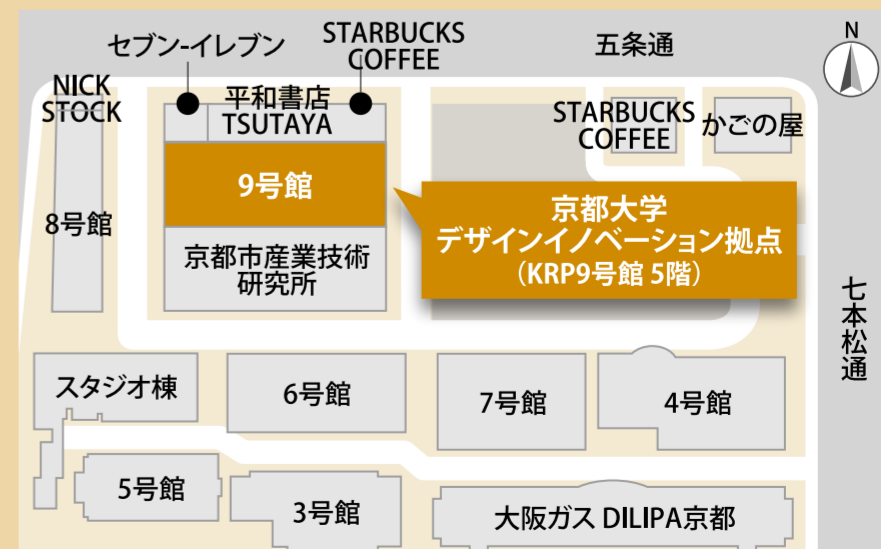 セブン-イレブン
STARBUCKS
COFFEE
五条通
N
NICK
STOCK
平和書店
TSUTAYA
STARBUCKS
COFFEE
かごの屋
9号館
8号館
京都大学
デザインイノベーション拠点
（KRP9号館 5階）
京都市産業技術
研究所
七本松通
スタジオ棟
6号館
7号館
4号館
5号館
3号館
大阪ガス DILIPA京都